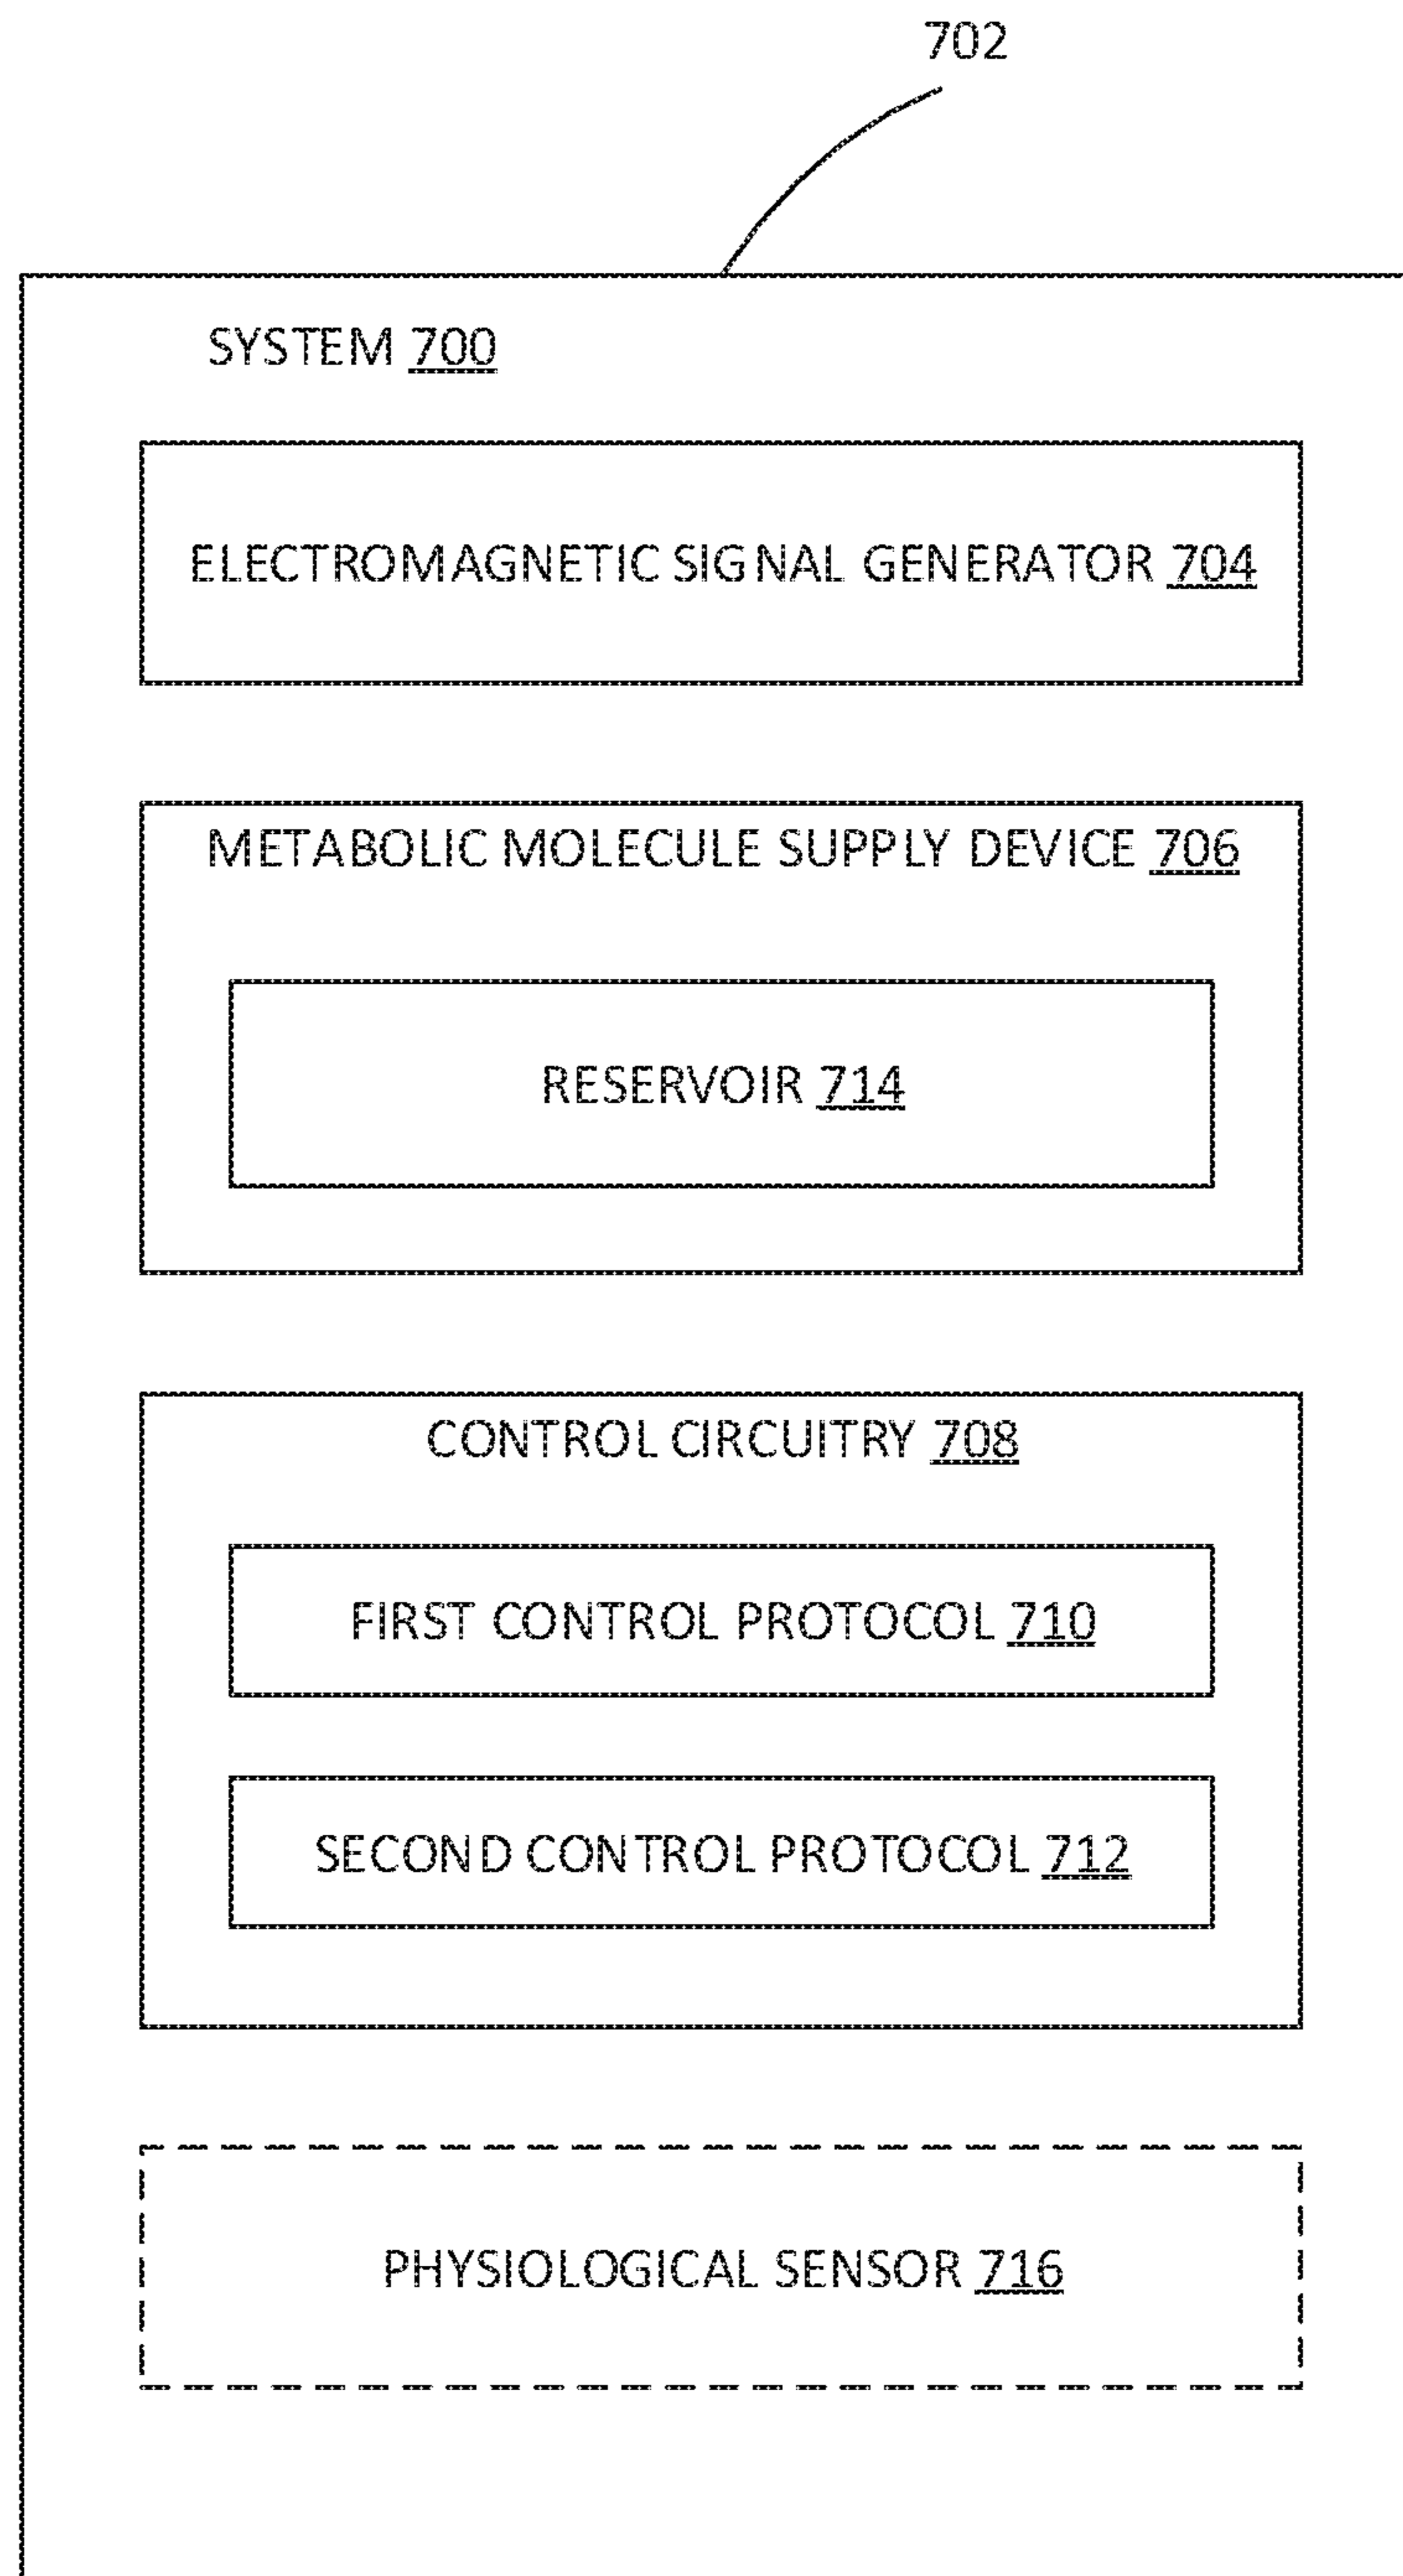 702
SYSTEM 700
ELECTROMAGNETIC SIGNAL GENERATOR 704
METABOLIC MOLECULE SUPPLY DEVICE 706
RESERVOIR 714
CONTROL CIRCUITRY 708
FIRST CONTROL PROTOCOL 710
SECOND CONTROL PROTOCOL 712
PHYSIOLOGICAL SENSOR 716